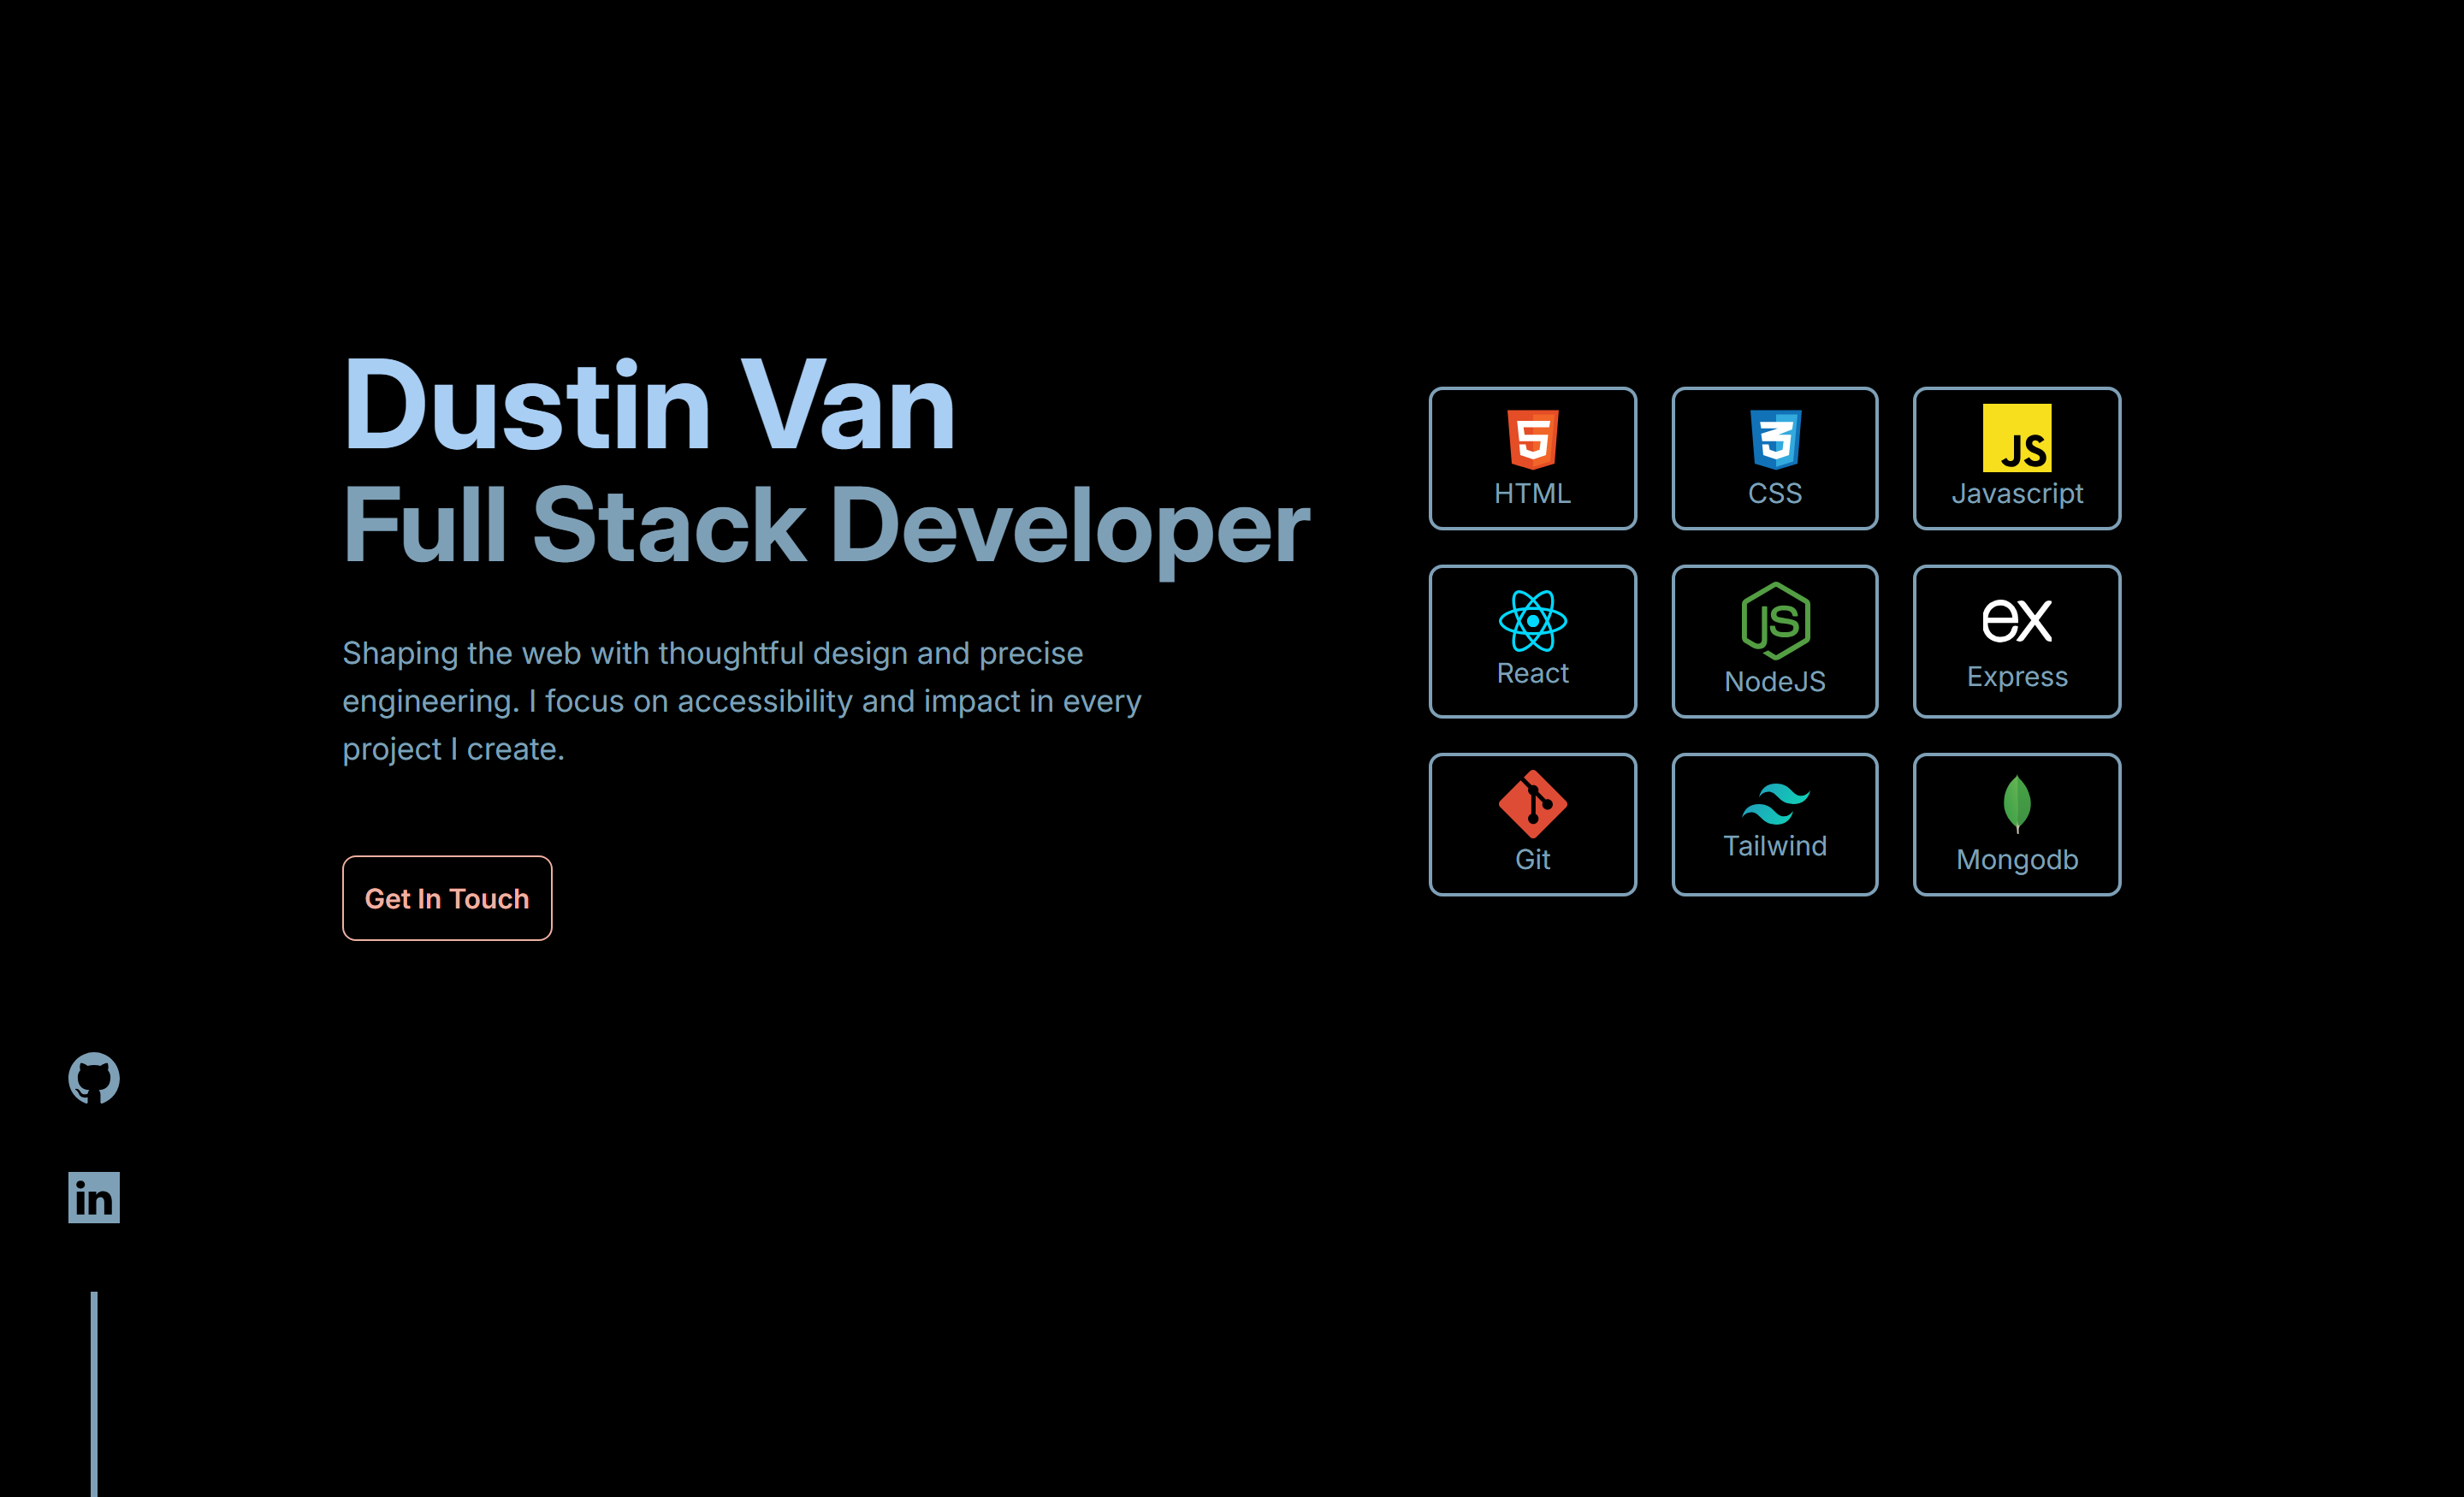 Dustin Van
Full Stack Developer
Shaping the web with thoughtful design and precise
engineering. I focus on accessibility and impact in every
project I create.
Get In Touch
5
HTML
3
CSS
JS
Javascript
React
JS
NodeJS
ex
Express
Git
Tailwind
Mongodb
in